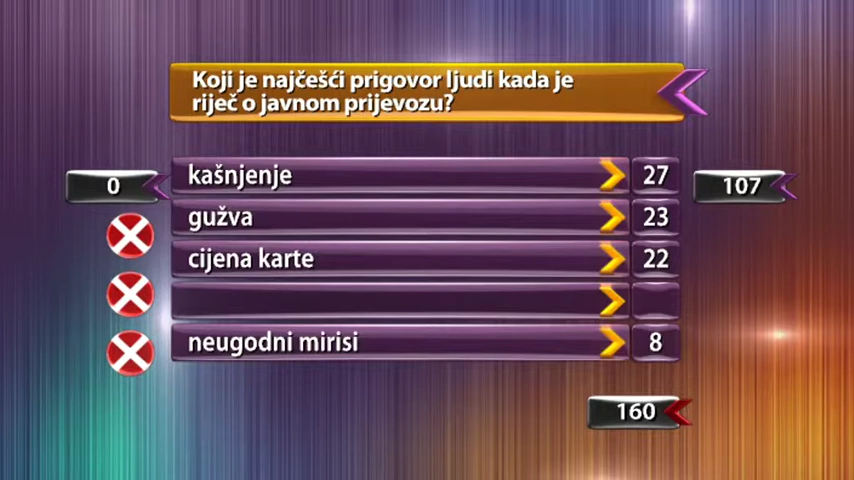 Koji je najčešći prigovor ljudi kada je
riječ o javnom prijevozu?
0
kašnjenje 27
107
gužva 23
cijena karte 22
neugodni mirisi 8
160